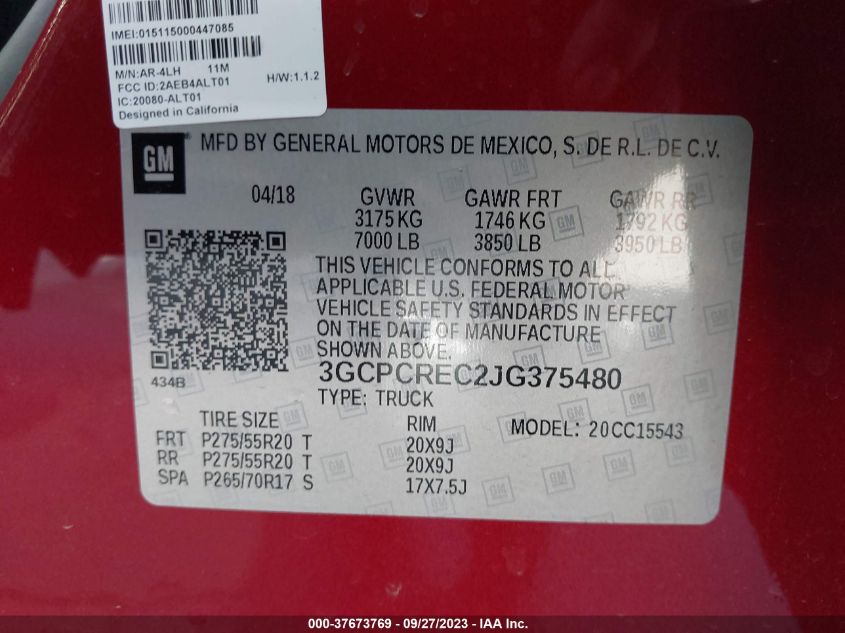 IMEI:015115000447085
M/N:AR-4LH 11M
FCC ID:2AEB4ALT01 H/W:1.1.2
IC:20080-ALT01
Designed in California
GM MFD BY GENERAL MOTORS DE MEXICO, S. DE R.L. DE C.V.
04/18 GVWR GAWR FRT GAWR RR
3175 KG 1746 KG 1792 KG
7000 LB 3850 LB 3950 LB
THIS VEHICLE CONFORMS TO ALL
APPLICABLE U.S. FEDERAL MOTOR
VEHICLE SAFETY STANDARDS IN EFFECT
ON THE DATE OF MANUFACTURE
SHOWN ABOVE.
434B 3GCPCREC2JG375480
TYPE: TRUCK
TIRE SIZE RIM MODEL: 20CC15543
FRT P275/55R20 T 20X9J
RR P275/55R20 T 20X9J
SPA P265/70R17 S 17X7.5J
000-37673769 - 09/27/2023 - IAA, Inc.